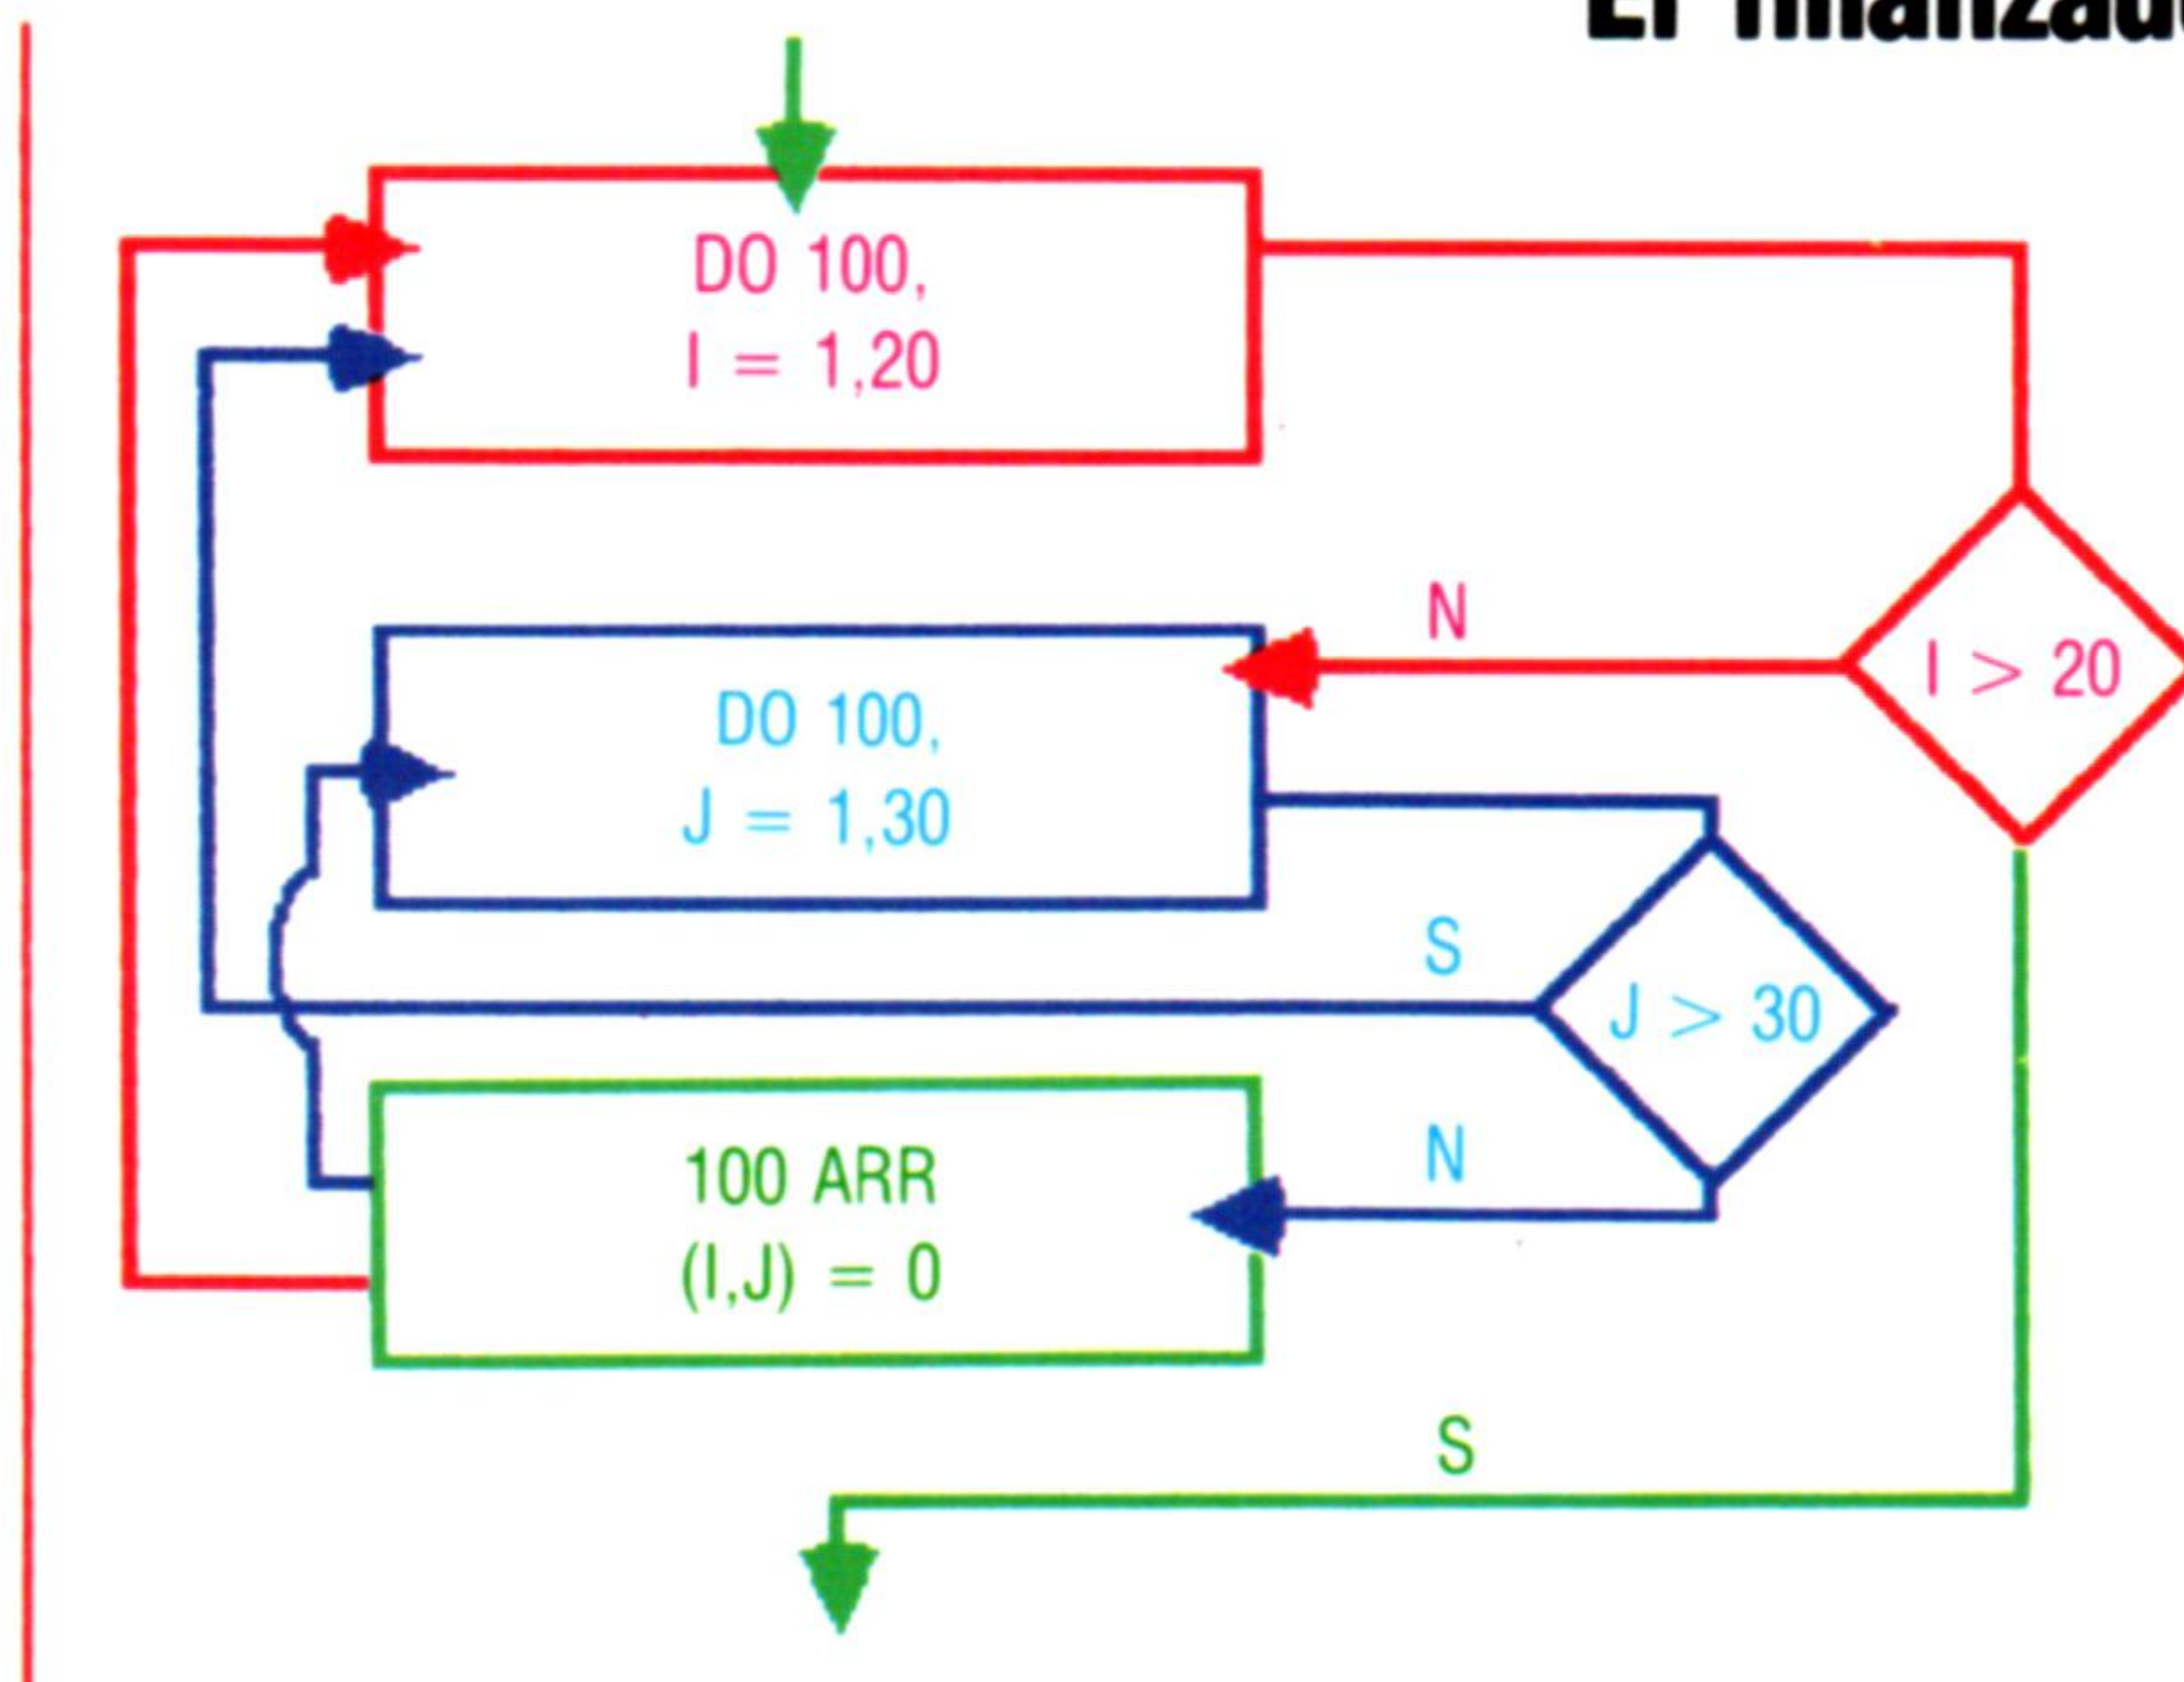 DO 100,
I = 1,20
N
I > 20
DO 100,
J = 1,30
S
J > 30
N
100 ARR
(I,J) = 0
S